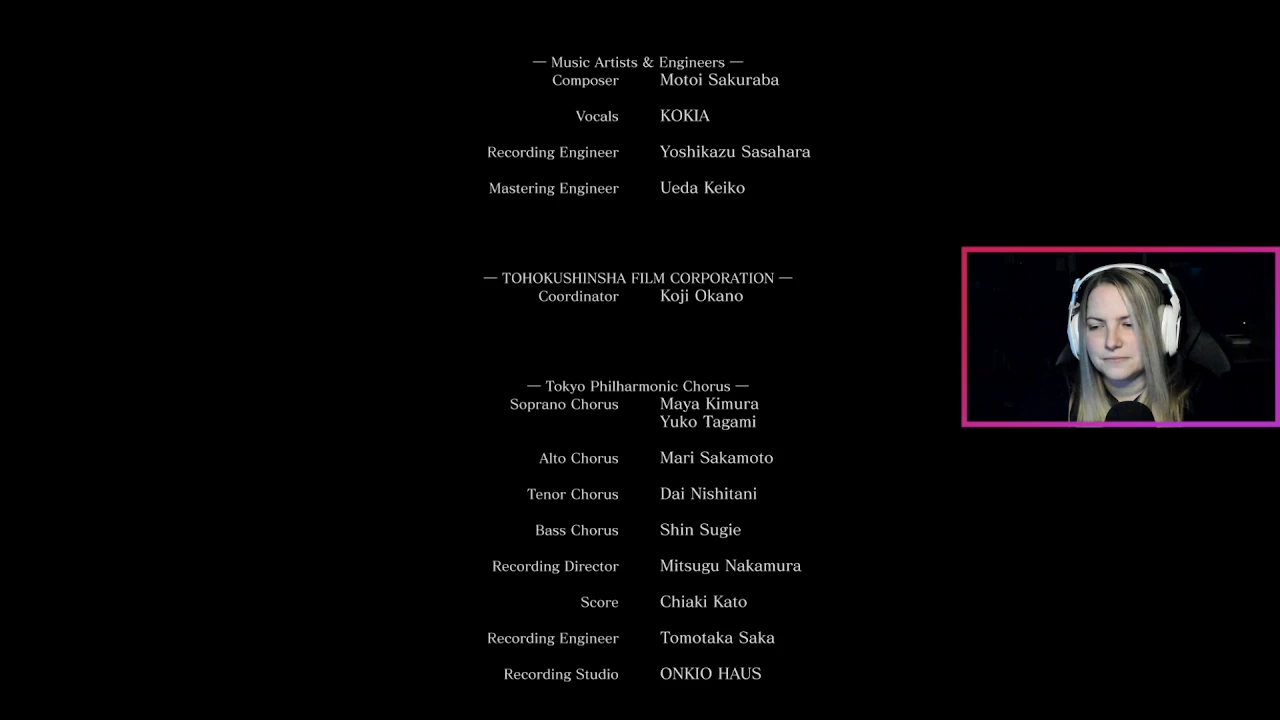 — Music Artists & Engineers —
Composer Motoi Sakuraba
Vocals KOKIA
Recording Engineer Yoshikazu Sasahara
Mastering Engineer Ueda Keiko
— TOHOKUSHINSHA FILM CORPORATION —
Coordinator Koji Okano
— Tokyo Philharmonic Chorus —
Soprano Chorus Maya Kimura
Yuko Tagami
Alto Chorus Mari Sakamoto
Tenor Chorus Dai Nishitani
Bass Chorus Shin Sugie
Recording Director Mitsugu Nakamura
Score Chiaki Kato
Recording Engineer Tomotaka Saka
Recording Studio ONKIO HAUS